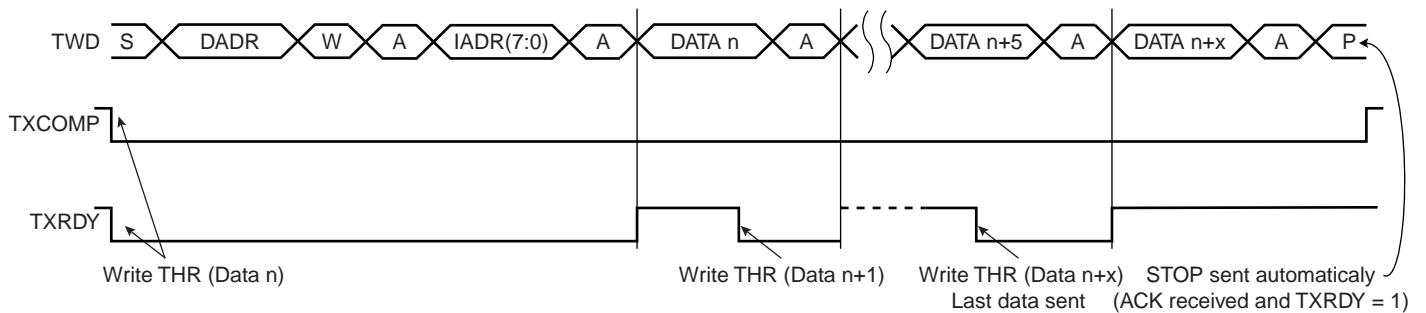 TWD S DADR W A IADR(7:0) A DATA n A DATA n+5 A DATA n+x A P
TXCOMP
TXRDY
Write THR (Data n) Write THR (Data n+1) Write THR (Data n+x) STOP sent automaticaly
Last data sent (ACK received and TXRDY = 1)